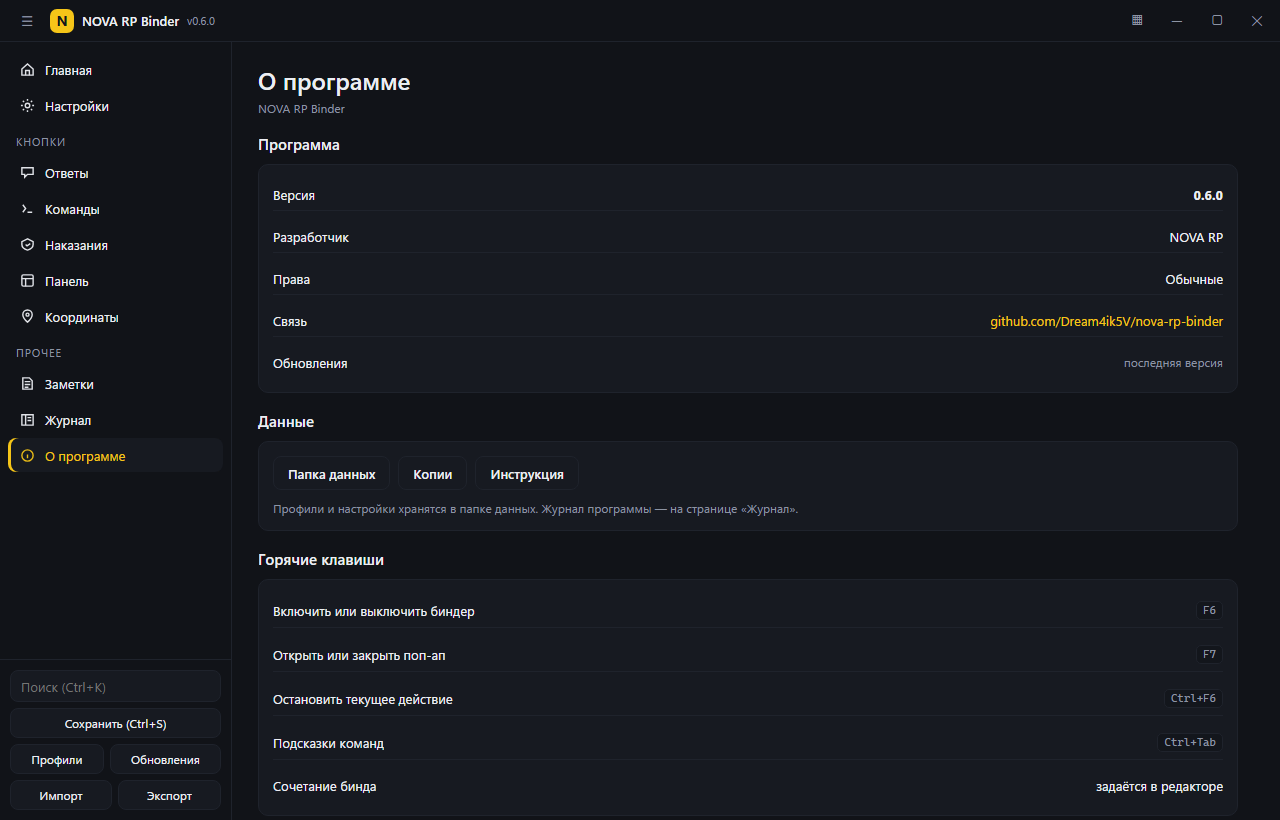 N NOVA RP Binder v0.6.0
Главная
Настройки
КНОПКИ
Ответы
Команды
Наказания
Панель
Координаты
ПРОЧЕЕ
Заметки
Журнал
О программе
Поиск (Ctrl+K)
Сохранить (Ctrl+S)
Профили Обновления
Импорт Экспорт
О программе
NOVA RP Binder
Программа
Версия 0.6.0
Разработчик NOVA RP
Права Обычные
Связь github.com/Dream4ik5V/nova-rp-binder
Обновления последняя версия
Данные
Папка данных Копии Инструкция
Профили и настройки хранятся в папке данных. Журнал программы — на странице «Журнал».
Горячие клавиши
Включить или выключить биндер F6
Открыть или закрыть поп-ап F7
Остановить текущее действие Ctrl+F6
Подсказки команд Ctrl+Tab
Сочетание бинда задаётся в редакторе